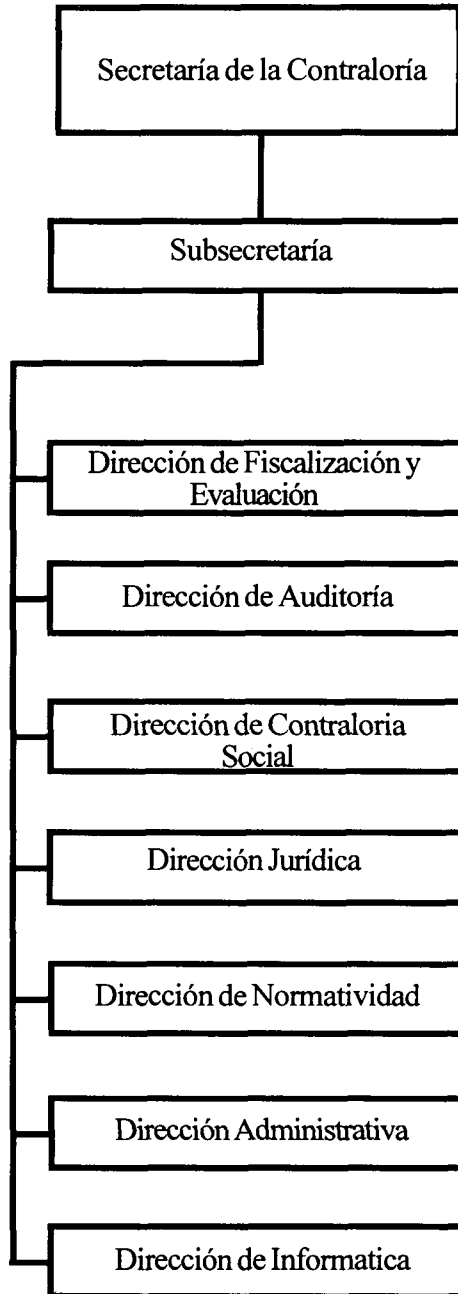 Secretaría de la Contraloría
Subsecretaría
Dirección de Fiscalización y
Evaluación
Dirección de Auditoría
Dirección de Contraloria
Social
Dirección Jurídica
Dirección de Normatividad
Dirección Administrativa
Dirección de Informatica